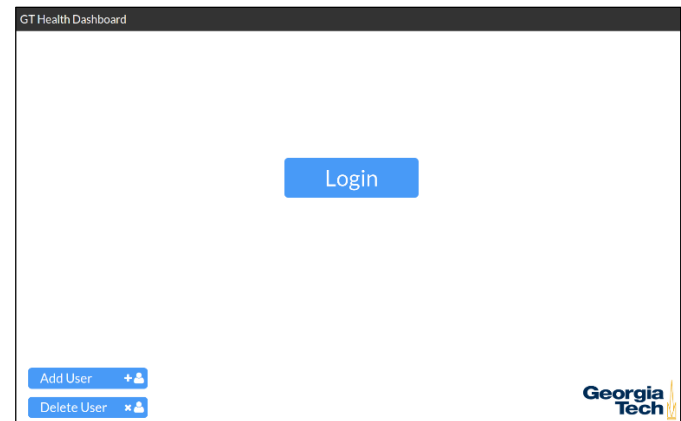 GT Health Dashboard
Login
Add User
Delete User
Georgia
Tech